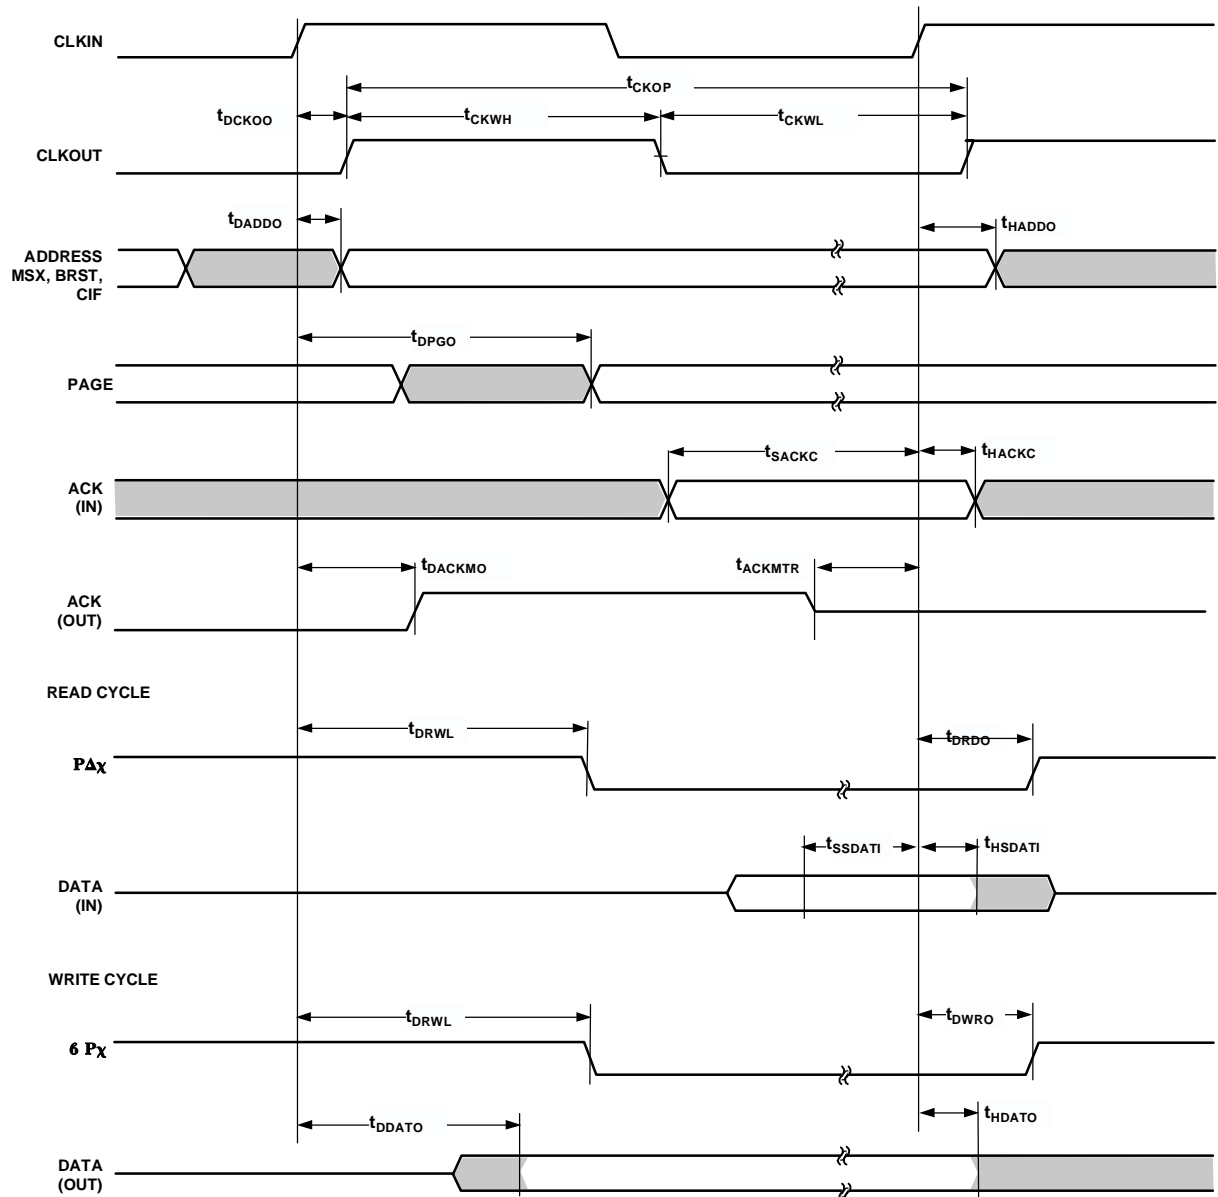 CLKIN
tCKOP
tDCKOO
tCKWH
tCKWL
CLKOUT
tDADDO
tHADDO
ADDRESS
MSX, BRST,
CIF
tDPGO
PAGE
tSACKC
tHACKC
ACK
(IN)
tDACKMO
tACKMTR
ACK
(OUT)
READ CYCLE
tDRWL
tDRDO
PΔχ
tSSDATI
tHSDATI
DATA
(IN)
WRITE CYCLE
tDRWL
tDWRO
6 Pχ
tDDATO
tHDATO
DATA
(OUT)